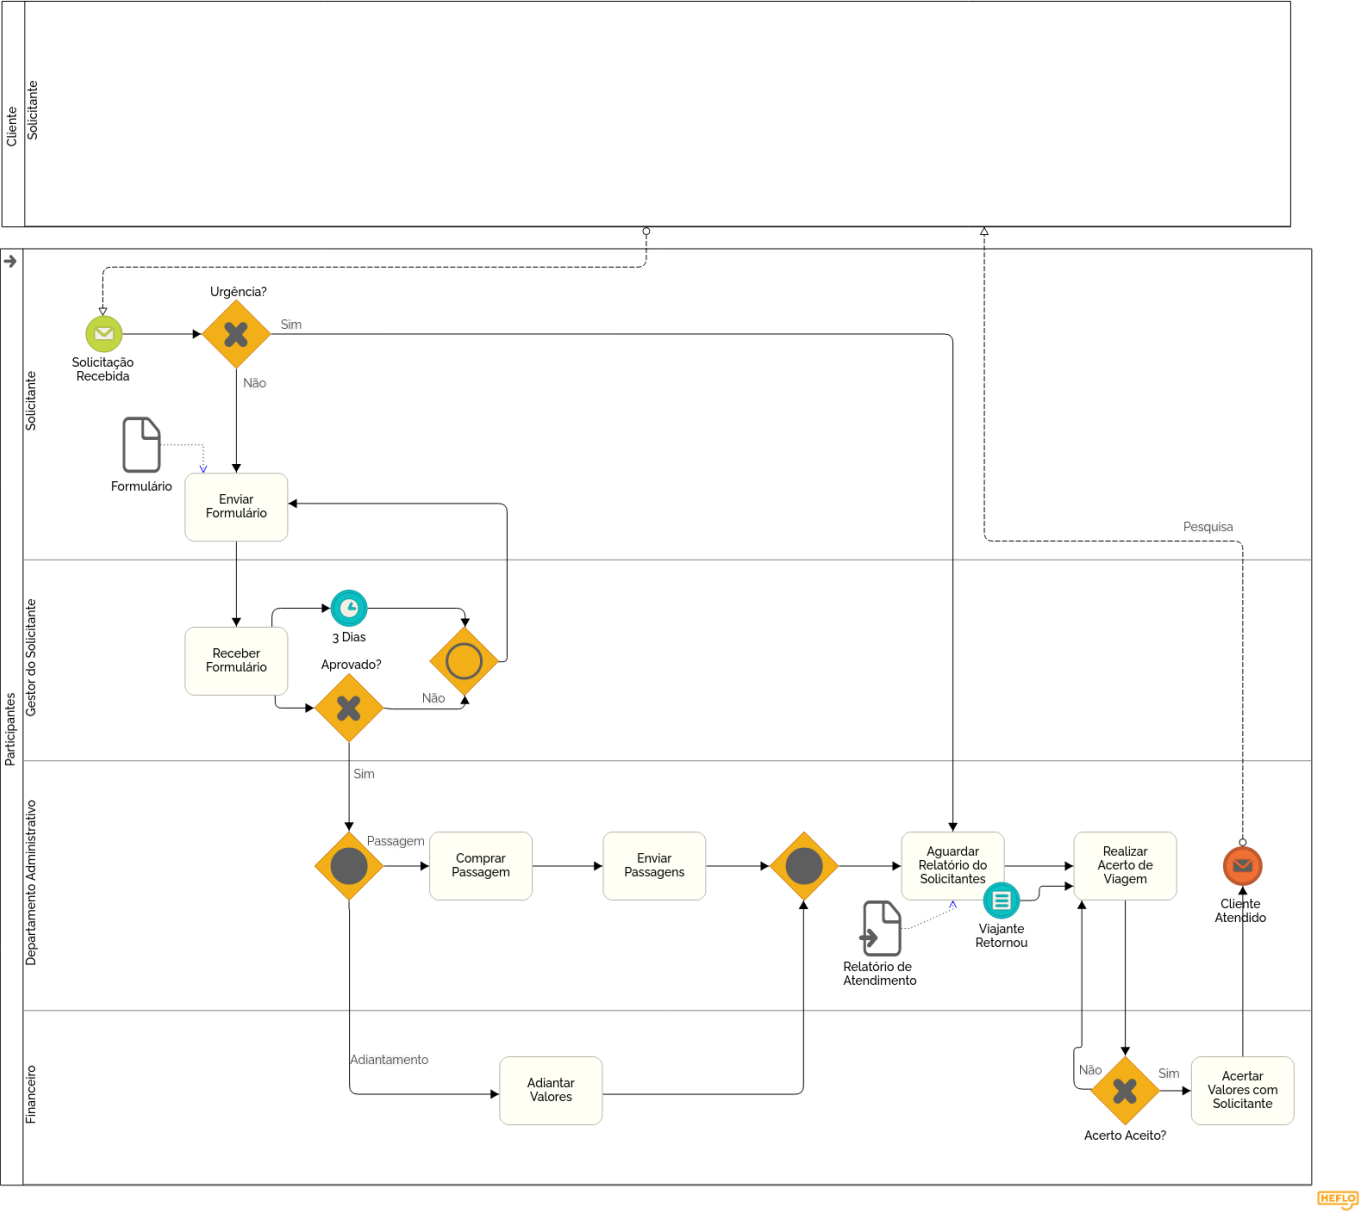 Cliente
Solicitante
Participantes
Solicitante
Urgência?
Sim
Solicitação
Recebida
Não
Formulário
Enviar
Formulário
Pesquisa
Gestor do Solicitante
3 Dias
Receber
Formulário
Aprovado?
Não
Sim
Departamento Administrativo
Passagem
Comprar
Passagem
Enviar
Passagens
Aguardar
Relatório do
Solicitantes
Realizar
Acerto de
Viagem
Cliente
Atendido
Viajante
Retornou
Relatório de
Atendimento
Financeiro
Adiantamento
Adiantar
Valores
Não
Sim
Acertar
Valores com
Solicitante
Acerto Aceito?
HEFLO